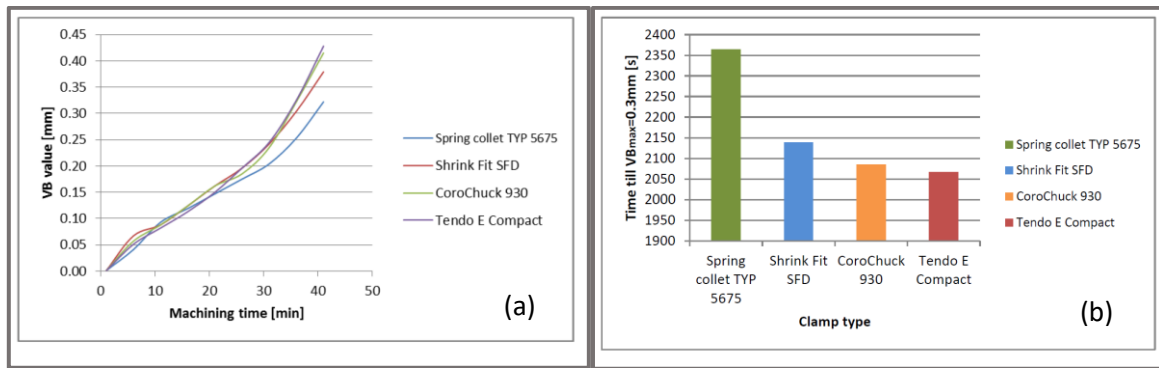 0.45
0.40
0.35
0.30
0.25
0.20
0.15
0.10
0.05
0.00
VB value [mm]
0 10 20 30 40 50
Machining time [min]
Spring collet TYP 5675
Shrink Fit SFD
CoroChuck 930
Tendo E Compact
(a)
2400
2350
2300
2250
2200
2150
2100
2050
2000
1950
1900
Time till VBmax=0.3mm [s]
Spring collet TYP 5675
Shrink Fit SFD
CoroChuck 930
Tendo E Compact
Spring Shrink Fit CoroChuck Tendo E
collet TYP SFD 930 Compact
5675
Clamp type
(b)